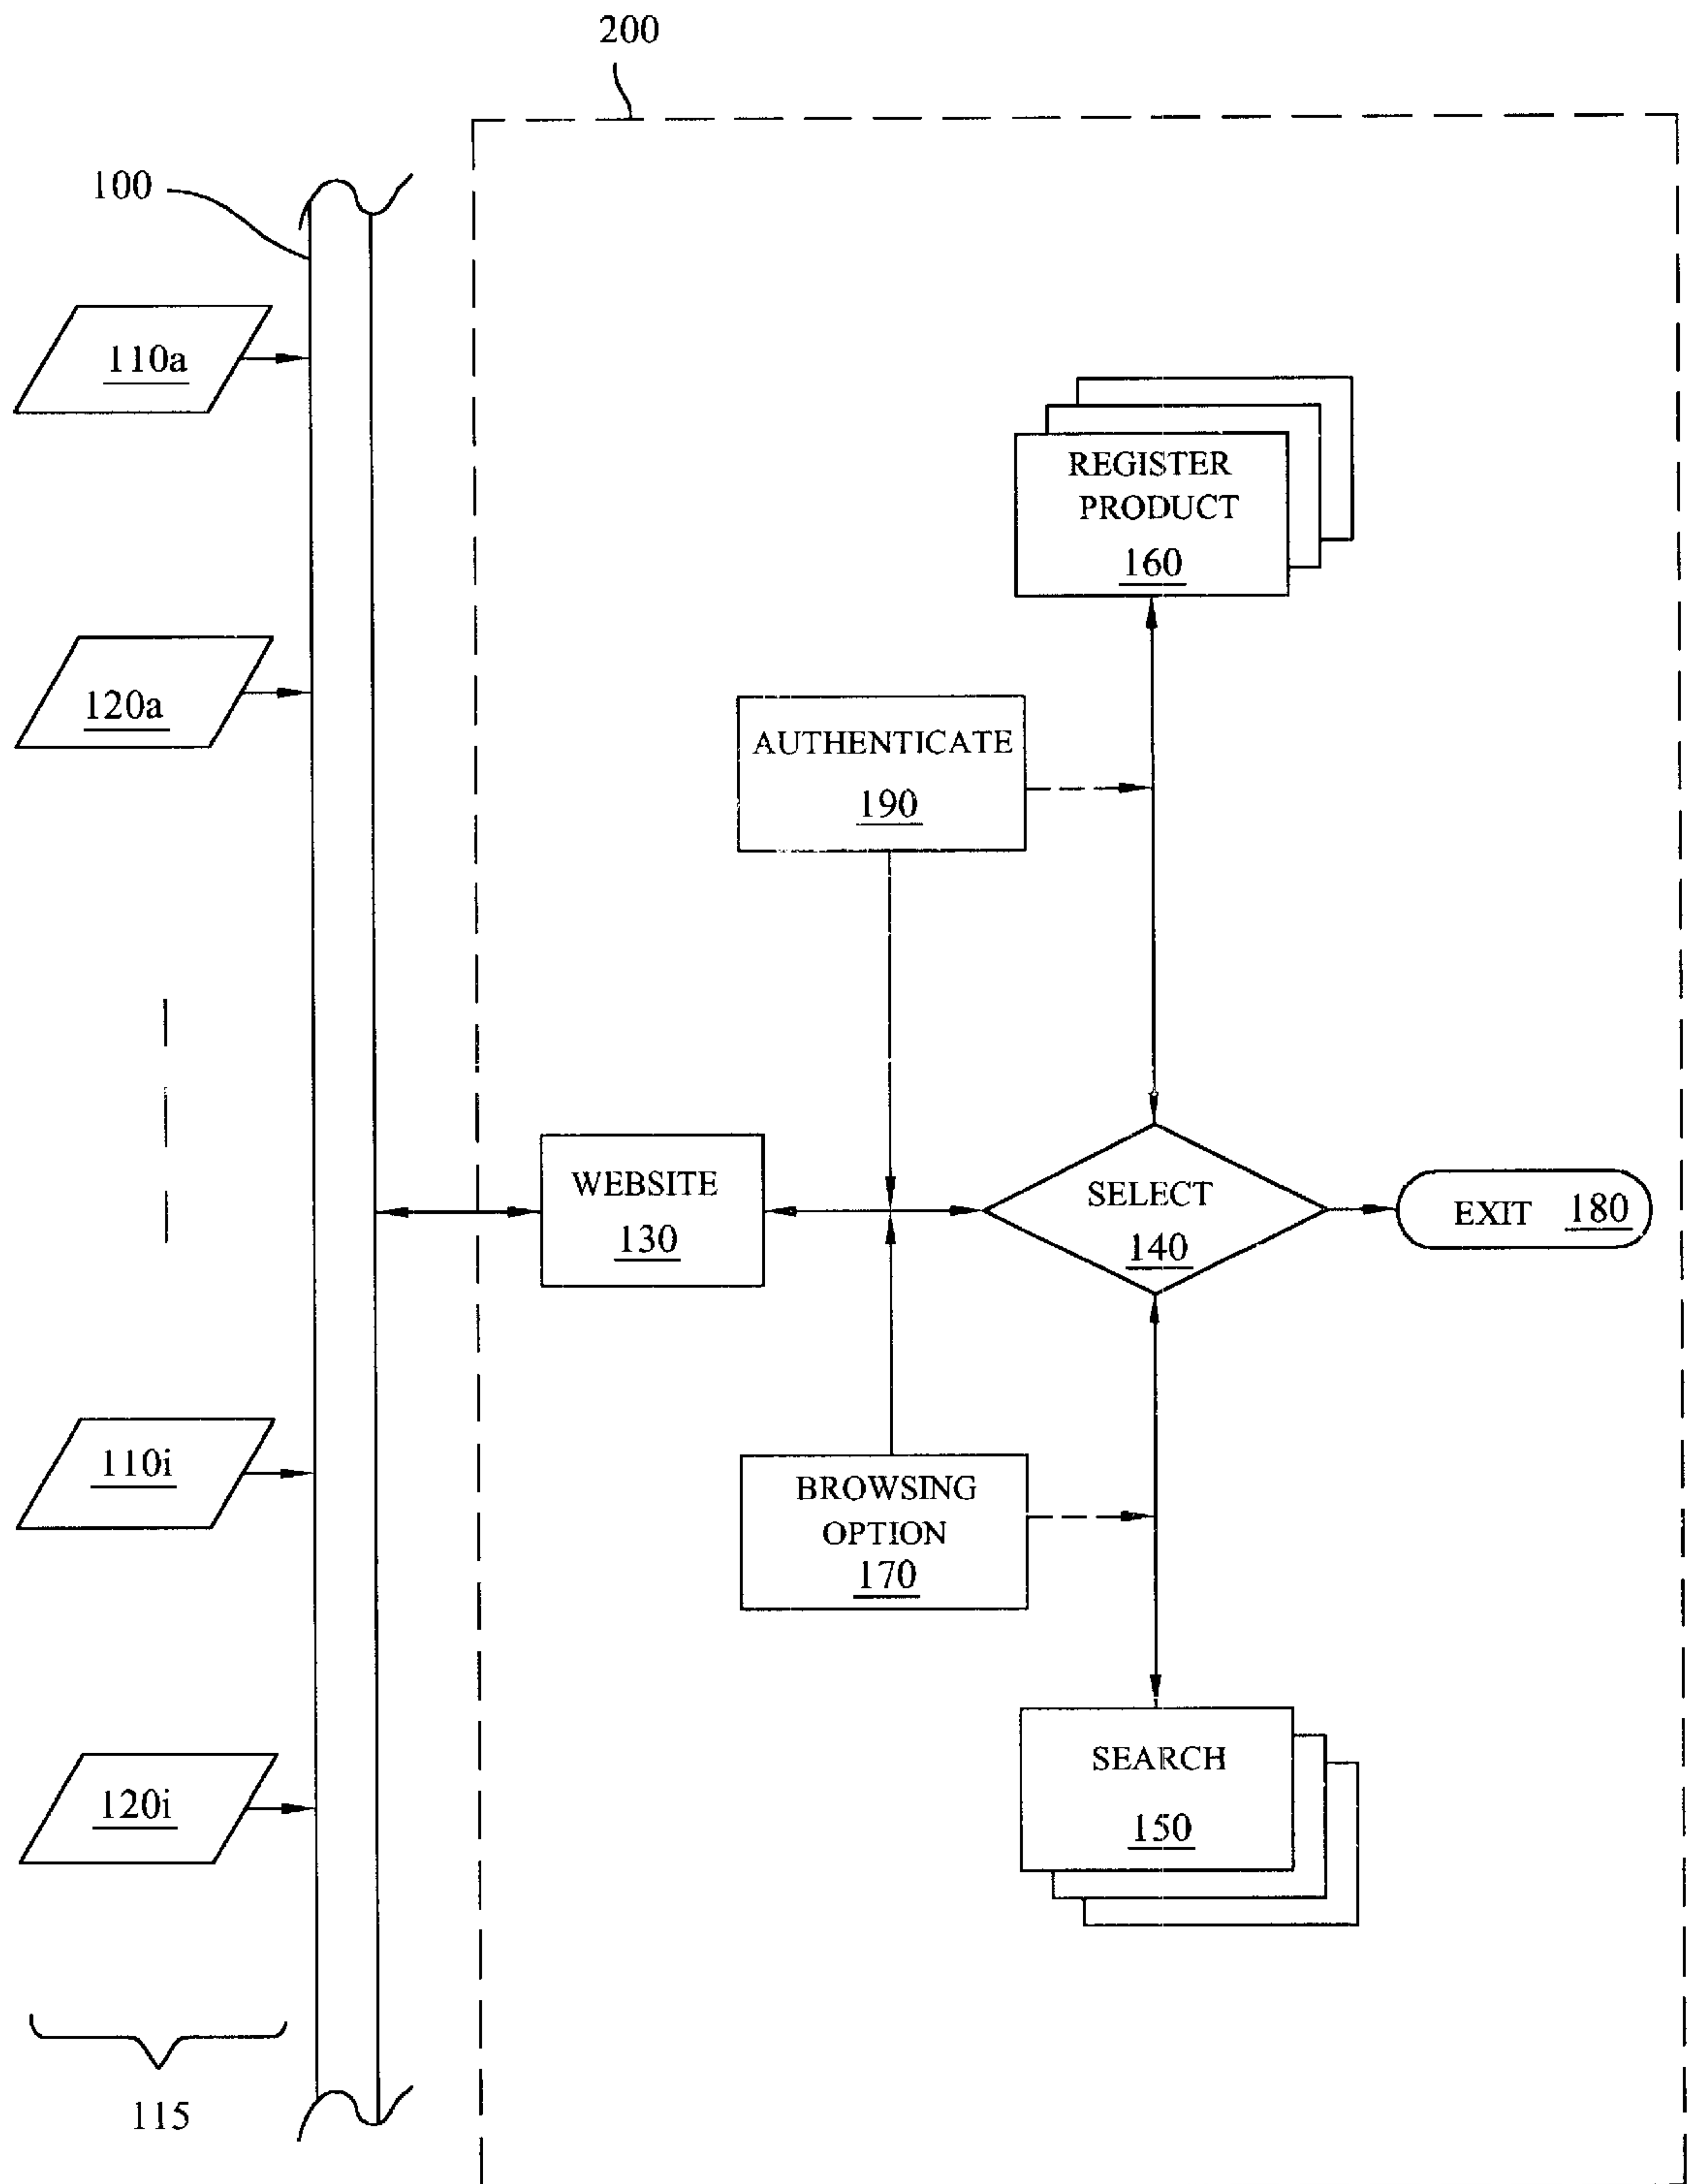 200
100
110a
REGISTER
PRODUCT
160
120a
AUTHENTICATE
190
WEBSITE
130
SELECT
140
EXIT 180
110i
BROWSING
OPTION
170
120i
SEARCH
150
115